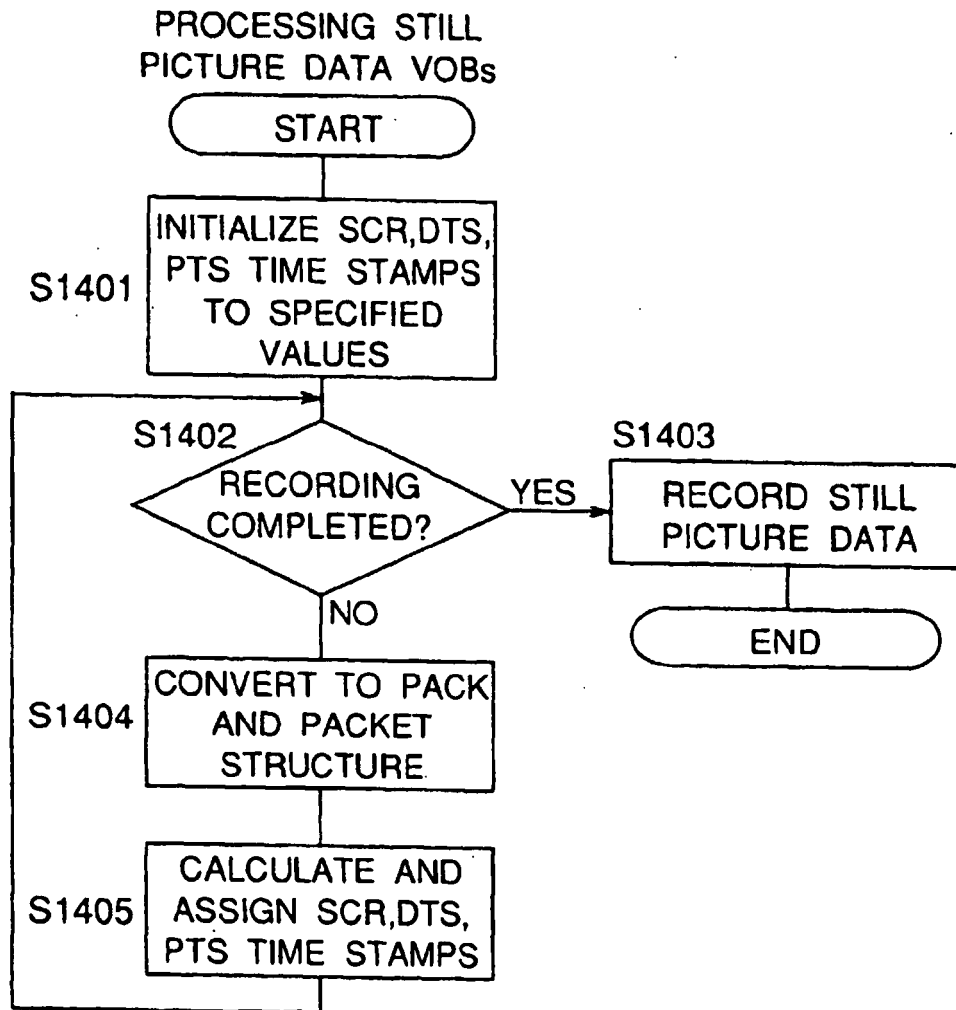 PROCESSING STILL
PICTURE DATA VOBs
START
S1401
INITIALIZE SCR,DTS,
PTS TIME STAMPS
TO SPECIFIED
VALUES
S1402
RECORDING
COMPLETED?
YES
NO
S1403
RECORD STILL
PICTURE DATA
END
S1404
CONVERT TO PACK
AND PACKET
STRUCTURE
S1405
CALCULATE AND
ASSIGN SCR,DTS,
PTS TIME STAMPS